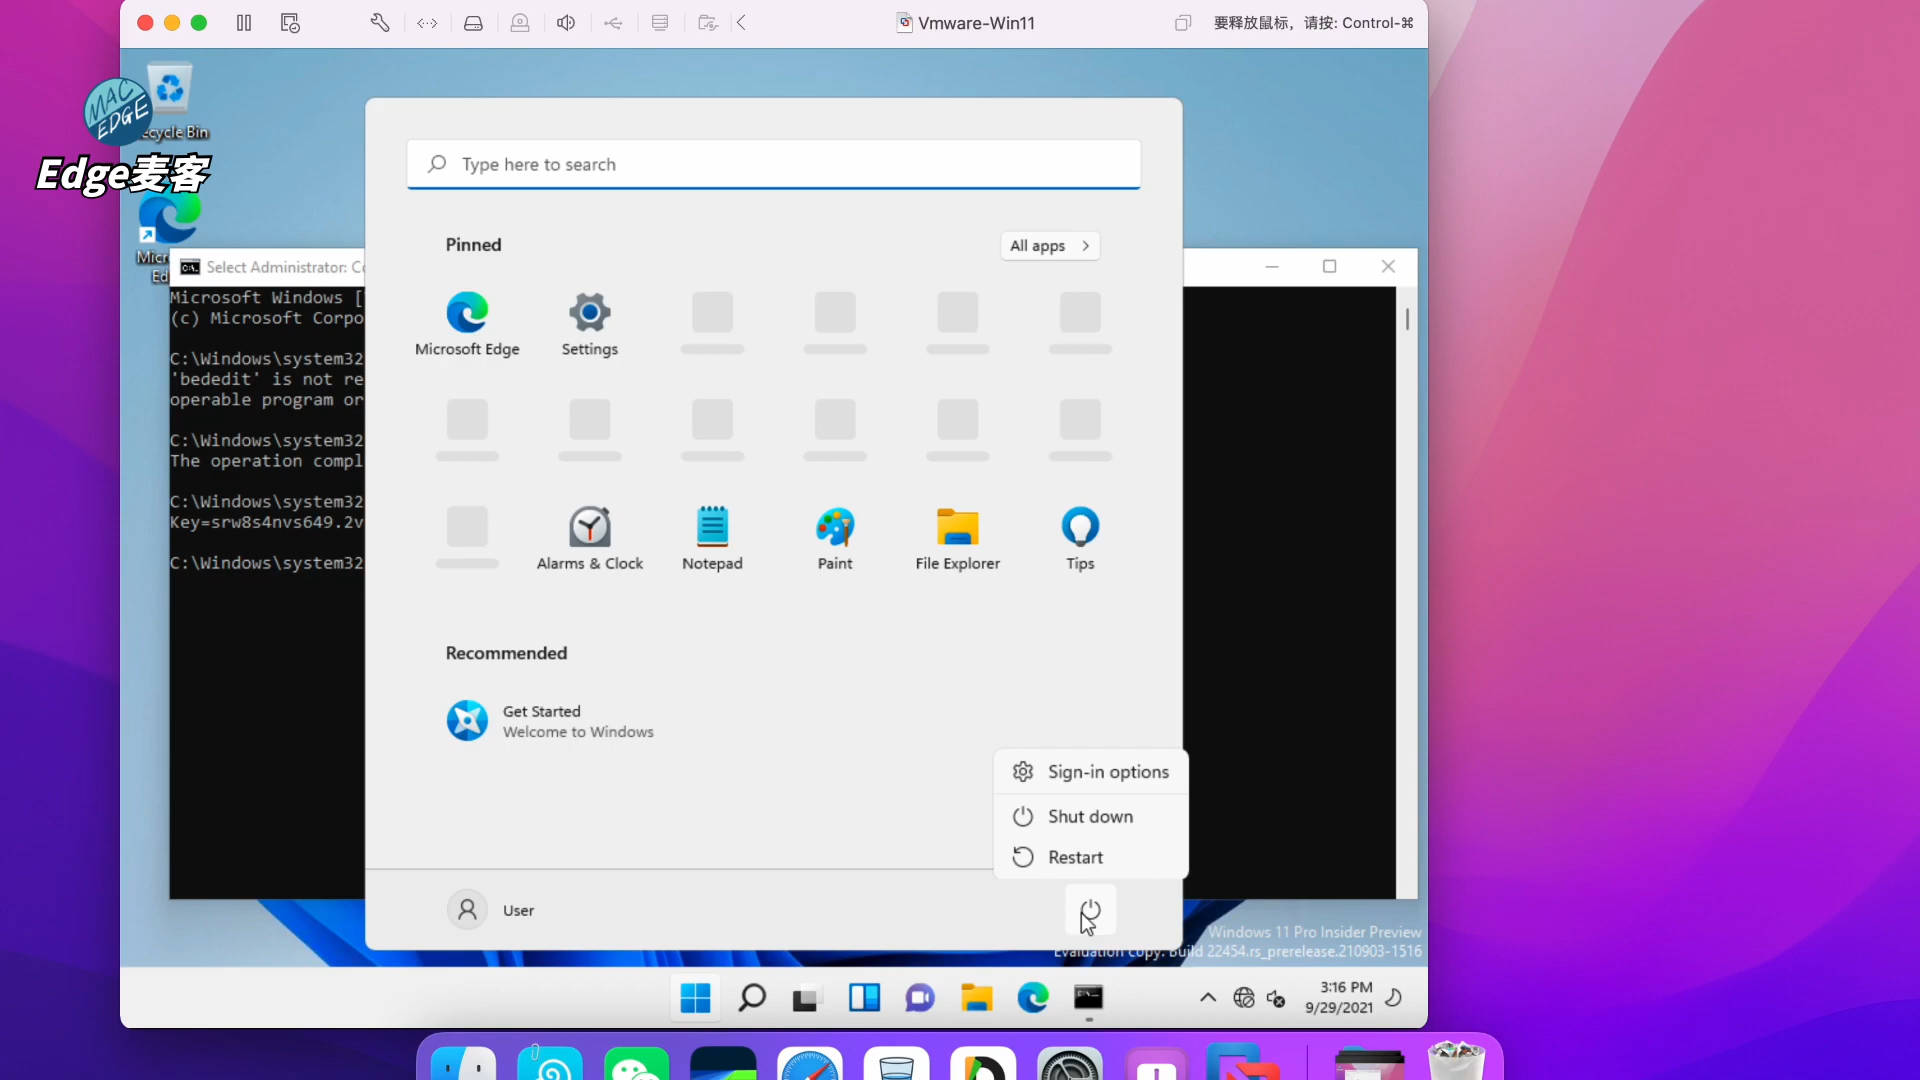 Vmware-Win11
要释放鼠标，请按: Control-⌘
MAC
EDGE
ecycle Bin
Edge麦客
Micr
Ed
Type here to search
Pinned
All apps
Select Administrator: Co
Microsoft Windows [
(c) Microsoft Corpo
C:\Windows\system32
'bededit' is not re
operable program or
C:\Windows\system32
The operation compl
C:\Windows\system32
Key=srw8s4nvs649.2v
C:\Windows\system32
Microsoft Edge
Settings
Alarms & Clock
Notepad
Paint
File Explorer
Tips
Recommended
Get Started
Welcome to Windows
Sign-in options
Shut down
Restart
User
Windows 11 Pro Insider Preview
Evaluation copy. Build 22454.rs_prerelease.210903-1516
3:16 PM
9/29/2021